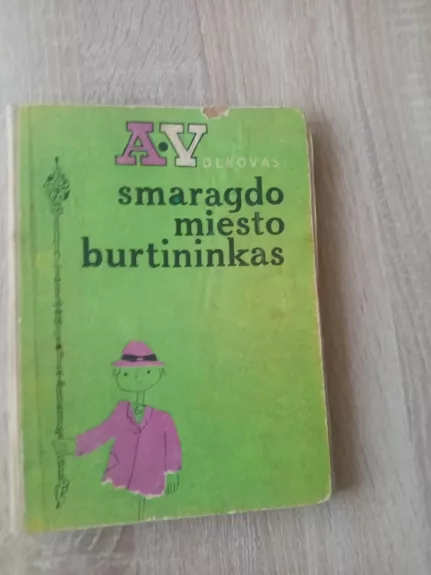 A·VOLKOVAS
smaragdo
miesto
burtininkas